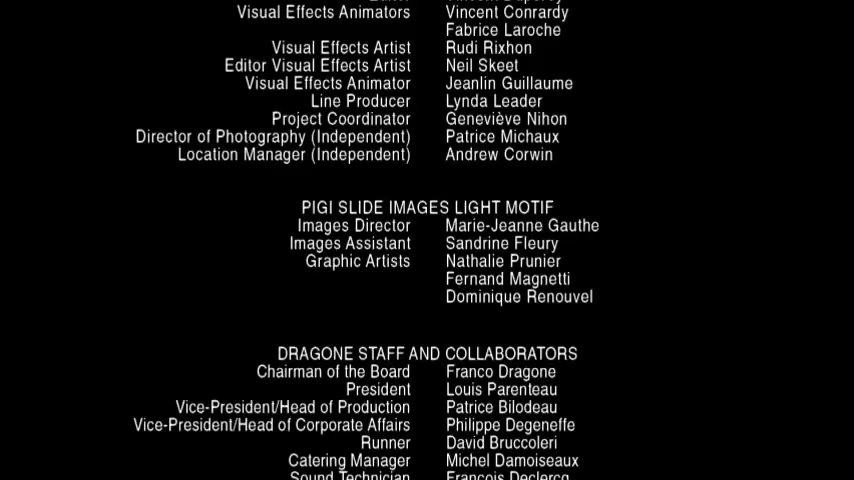 Visual Effects Animators Vincent Conrardy
Fabrice Laroche
Visual Effects Artist Rudi Rixhon
Editor Visual Effects Artist Neil Skeet
Visual Effects Animator Jeanlin Guillaume
Line Producer Lynda Leader
Project Coordinator Geneviève Nihon
Director of Photography (Independent) Patrice Michaux
Location Manager (Independent) Andrew Corwin
PIGI SLIDE IMAGES LIGHT MOTIF
Images Director Marie-Jeanne Gauthe
Images Assistant Sandrine Fleury
Graphic Artists Nathalie Prunier
Fernand Magnetti
Dominique Renouvel
DRAGONE STAFF AND COLLABORATORS
Chairman of the Board Franco Dragone
President Louis Parenteau
Vice-President/Head of Production Patrice Bilodeau
Vice-President/Head of Corporate Affairs Philippe Degeneffe
Runner David Bruccoleri
Catering Manager Michel Damoiseaux
Sound Technician François Declercq